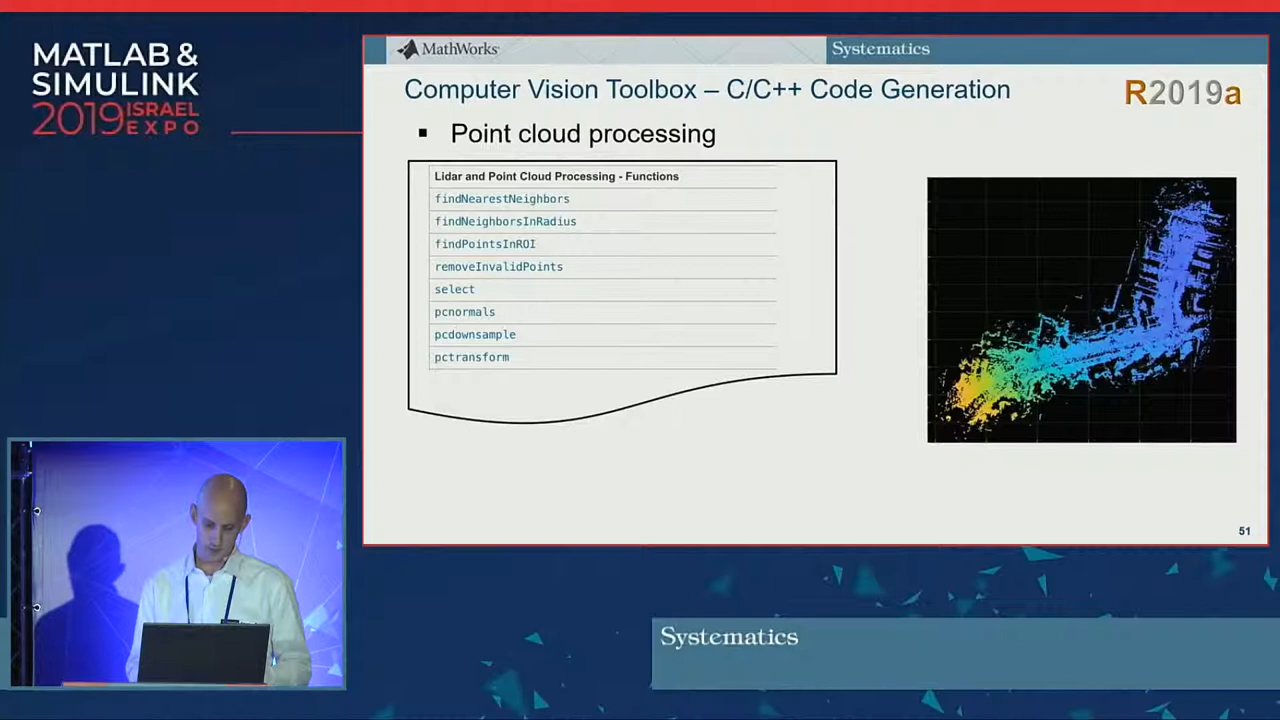 MATLAB &
SIMULINK
2019 ISRAEL
EXPO
MathWorks
Systematics
Computer Vision Toolbox – C/C++ Code Generation
R2019a
▪ Point cloud processing
Lidar and Point Cloud Processing - Functions
findNearestNeighbors
findNeighborsInRadius
findPointsInROI
removeInvalidPoints
select
pcnormals
pcdownsample
pctransform
51
Systematics